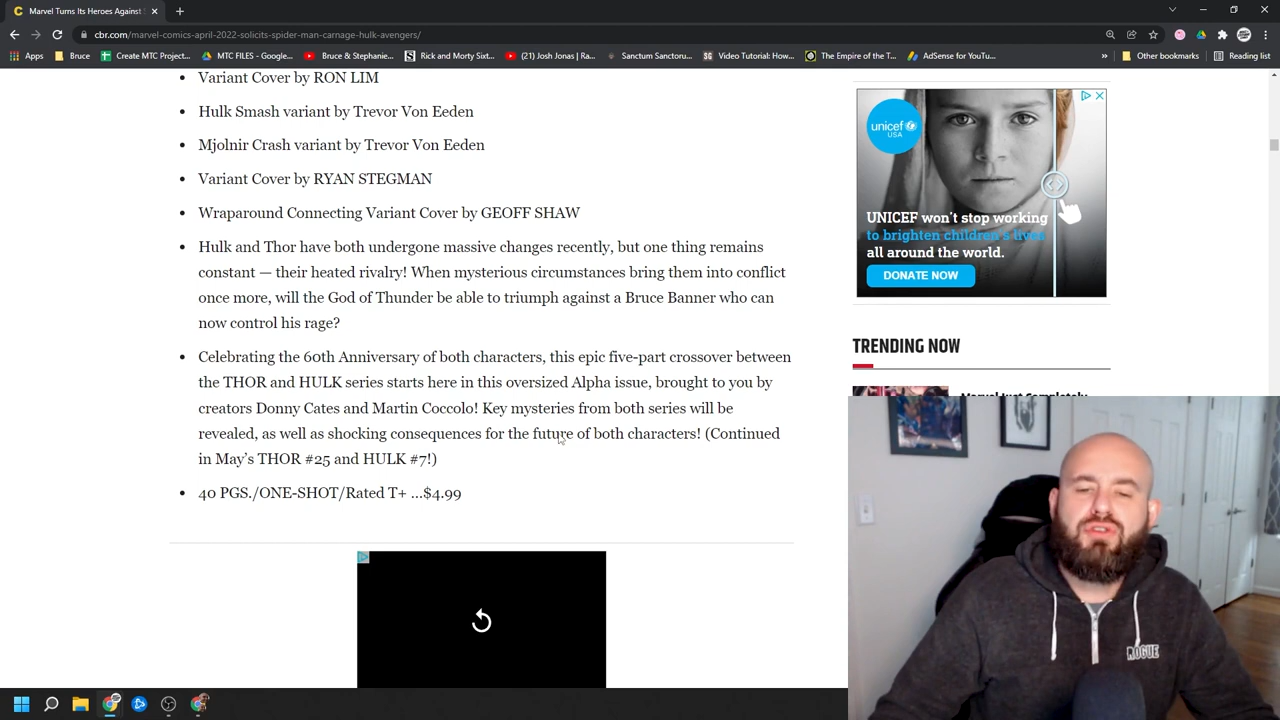 Marvel Turns Its Heroes Against
cbr.com/marvel-comics-april-2022-solicits-spider-man-carnage-hulk-avengers/
Apps
Bruce
Create MTC Project...
MTC FILES - Google...
Bruce & Stephanie...
Rick and Morty Sixt...
(21) Josh Jonas | Ra...
Sanctum Sanctoru...
Video Tutorial: How...
The Empire of the T...
AdSense for YouTu...
Other bookmarks
Reading list
Variant Cover by RON LIM
Hulk Smash variant by Trevor Von Eeden
Mjolnir Crash variant by Trevor Von Eeden
Variant Cover by RYAN STEGMAN
Wraparound Connecting Variant Cover by GEOFF SHAW
Hulk and Thor have both undergone massive changes recently, but one thing remains
constant — their heated rivalry! When mysterious circumstances bring them into conflict
once more, will the God of Thunder be able to triumph against a Bruce Banner who can
now control his rage?
Celebrating the 60th Anniversary of both characters, this epic five-part crossover between
the THOR and HULK series starts here in this oversized Alpha issue, brought to you by
creators Donny Cates and Martin Coccolo! Key mysteries from both series will be
revealed, as well as shocking consequences for the future of both characters! (Continued
in May's THOR #25 and HULK #7!)
40 PGS./ONE-SHOT/Rated T+ ...$4.99
unicef
USA
UNICEF won't stop working
to brighten children's lives
all around the world.
DONATE NOW
TRENDING NOW
Marvel Just Completely
ROGUE